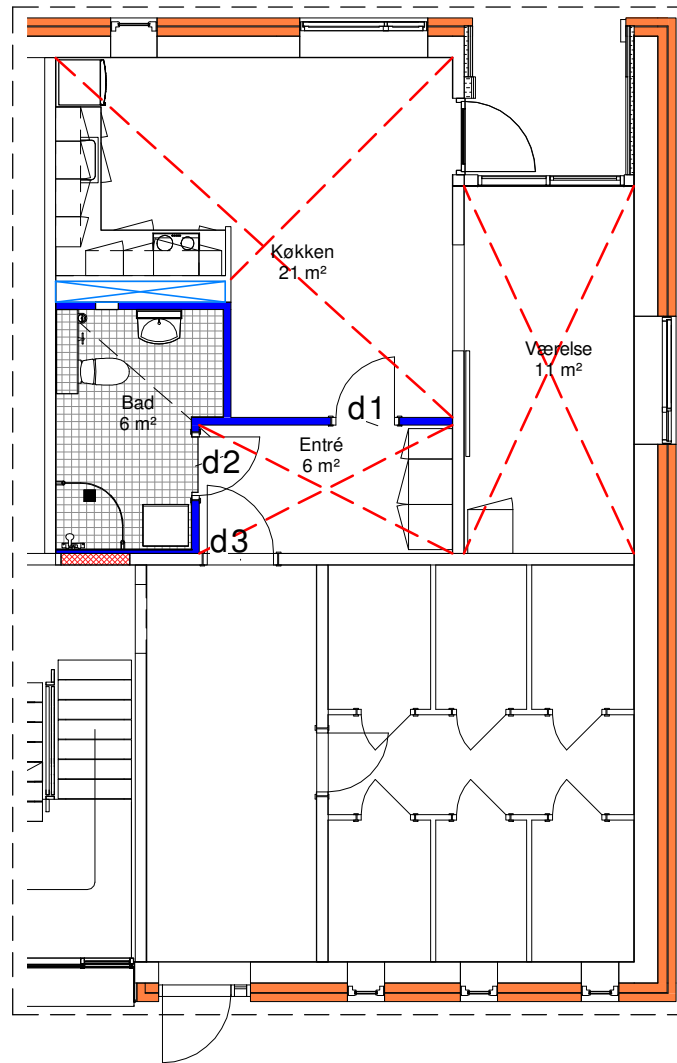 Køkken
21 m²
Værelse
11 m²
Bad
6 m²
d1
Entré
6 m²
d2
d3